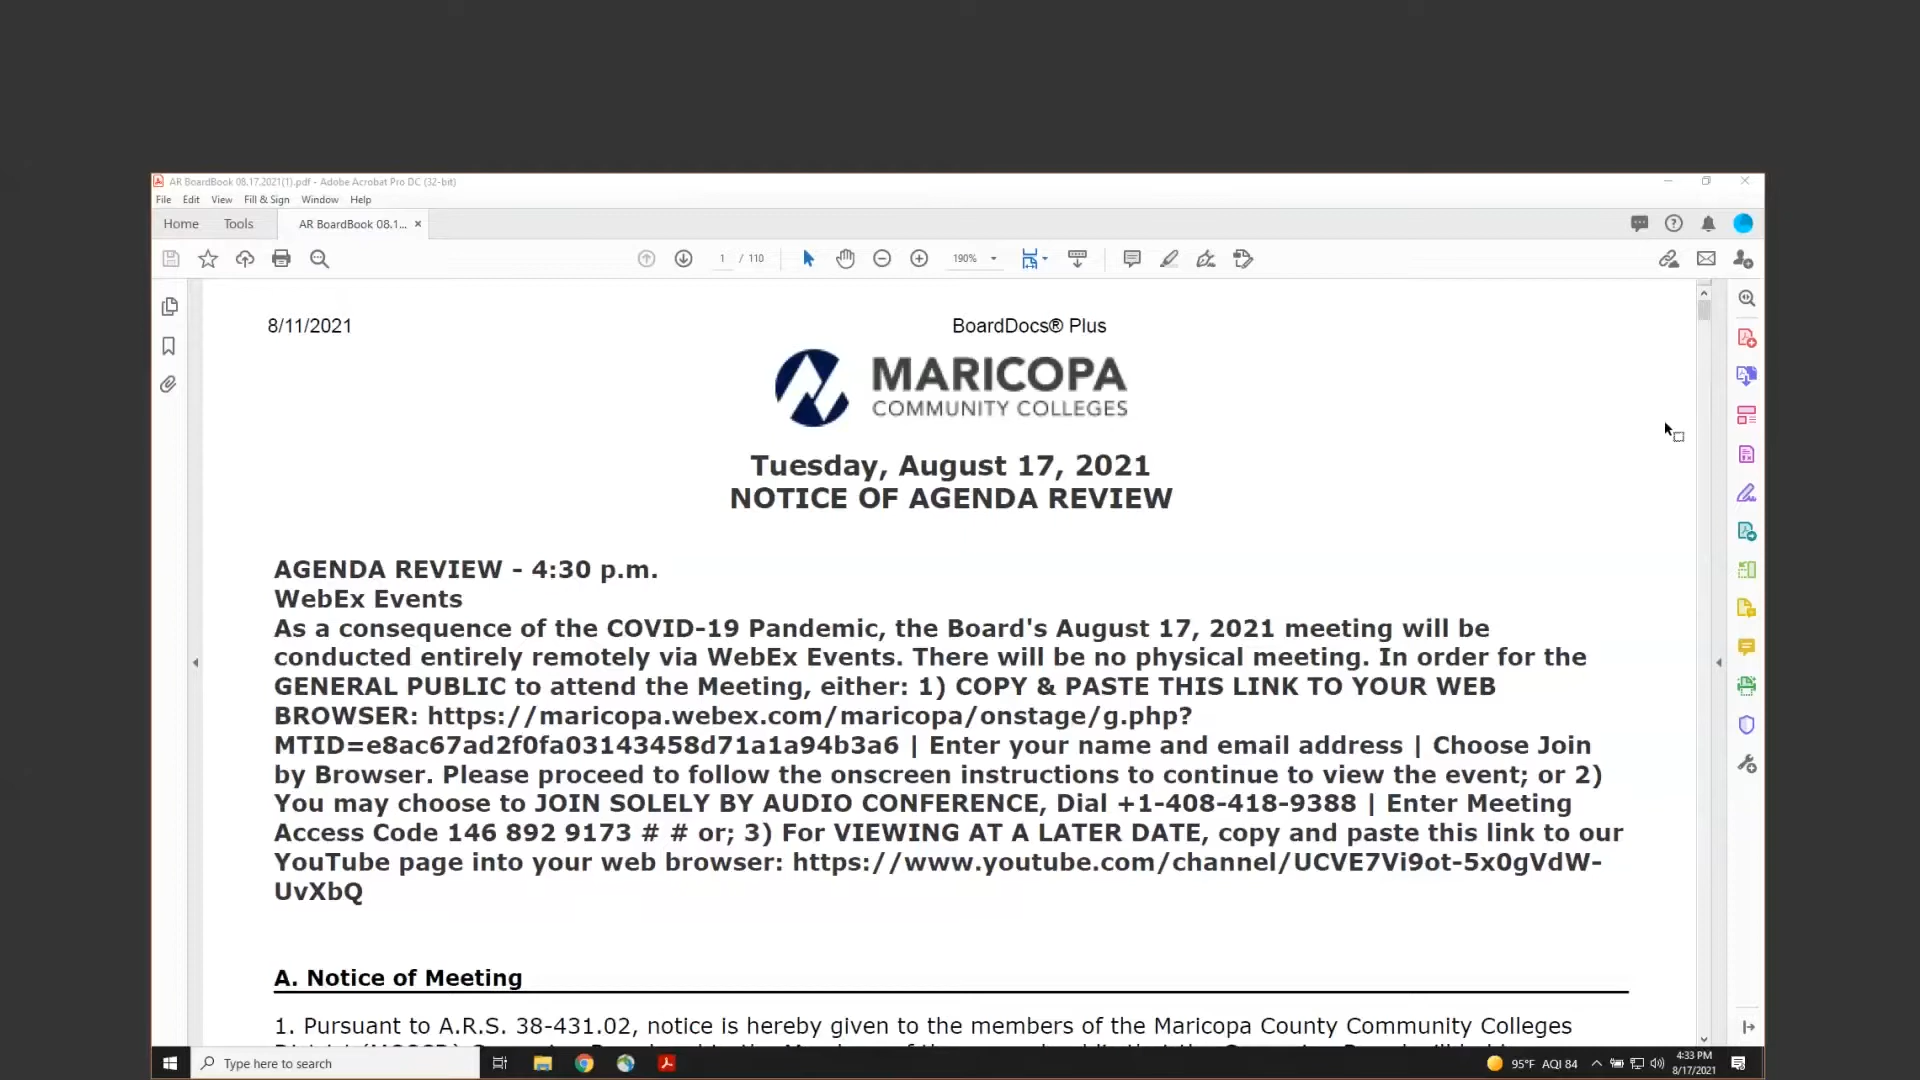 AR BoardBook 08.17.2021(1).pdf - Adobe Acrobat Pro DC (32-bit)
File Edit View Fill & Sign Window Help
Home Tools AR BoardBook 08.1... ×
1 / 110 190%
8/11/2021 BoardDocs® Plus
MARICOPA
COMMUNITY COLLEGES
Tuesday, August 17, 2021
NOTICE OF AGENDA REVIEW
AGENDA REVIEW - 4:30 p.m.
WebEx Events
As a consequence of the COVID-19 Pandemic, the Board's August 17, 2021 meeting will be
conducted entirely remotely via WebEx Events. There will be no physical meeting. In order for the
GENERAL PUBLIC to attend the Meeting, either: 1) COPY & PASTE THIS LINK TO YOUR WEB
BROWSER: https://maricopa.webex.com/maricopa/onstage/g.php?
MTID=e8ac67ad2f0fa03143458d71a1a94b3a6 | Enter your name and email address | Choose Join
by Browser. Please proceed to follow the onscreen instructions to continue to view the event; or 2)
You may choose to JOIN SOLELY BY AUDIO CONFERENCE, Dial +1-408-418-9388 | Enter Meeting
Access Code 146 892 9173 # # or; 3) For VIEWING AT A LATER DATE, copy and paste this link to our
YouTube page into your web browser: https://www.youtube.com/channel/UCVE7Vi9ot-5x0gVdW-
UvXbQ
A. Notice of Meeting
1. Pursuant to A.R.S. 38-431.02, notice is hereby given to the members of the Maricopa County Community Colleges
Type here to search
95°F AQI 84
4:33 PM
8/17/2021